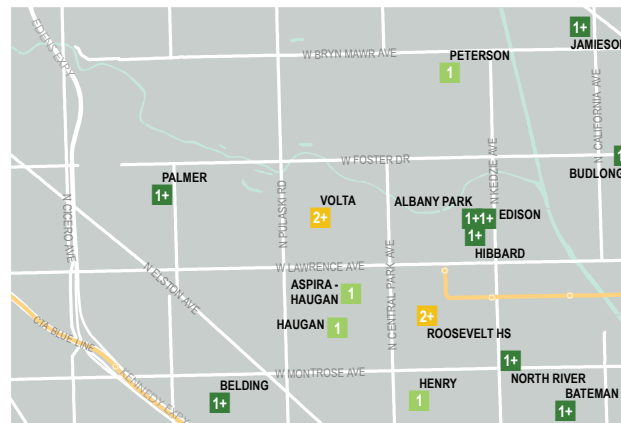 JAMIESON
EDENS EXPY
W BRYN MAWR AVE
PETERSON
1+
1
N KEDZIE AVE
N CALIFORNIA AVE
W FOSTER DR
1
BUDLONG
PALMER
1+
N CICERO AVE
N PULASKI RD
VOLTA
2+
ALBANY PARK
1+1+
EDISON
1+
HIBBARD
N ELSTON AVE
W LAWRENCE AVE
N CENTRAL PARK AVE
ASPIRA -
HAUGAN
1
HAUGAN
1
2+
ROOSEVELT HS
CTA BLUE LINE
KENNEDY EXPY
W MONTROSE AVE
1+
NORTH RIVER
BELDING
1+
HENRY
1
BATEMAN
1+